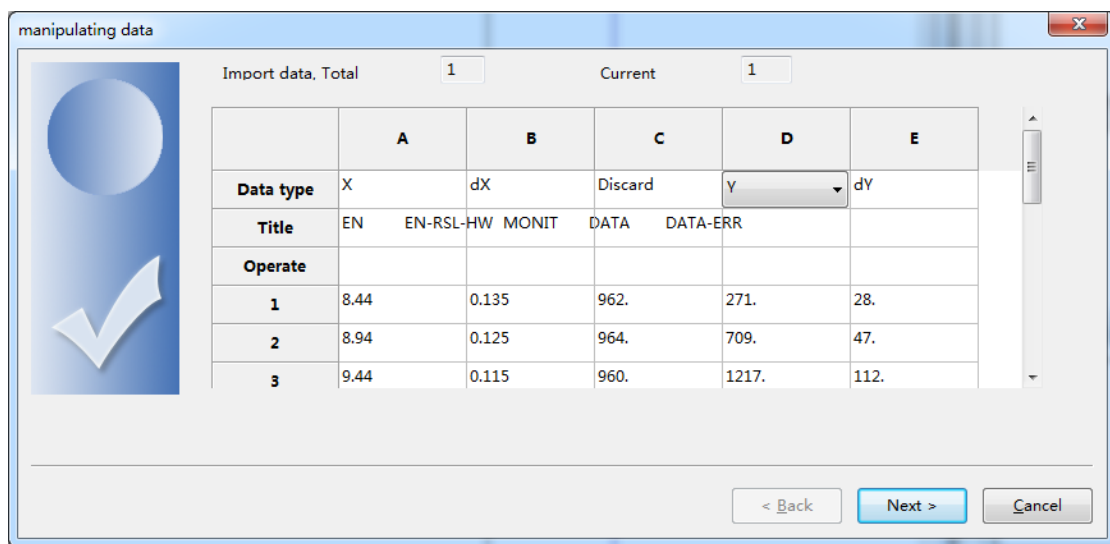 manipulating data
Import data, Total 1 Current 1
A B C D E
Data type X dX Discard Y dY
Title EN EN-RSL-HW MONIT DATA DATA-ERR
Operate
1 8.44 0.135 962. 271. 28.
2 8.94 0.125 964. 709. 47.
3 9.44 0.115 960. 1217. 112.
< Back Next > Cancel